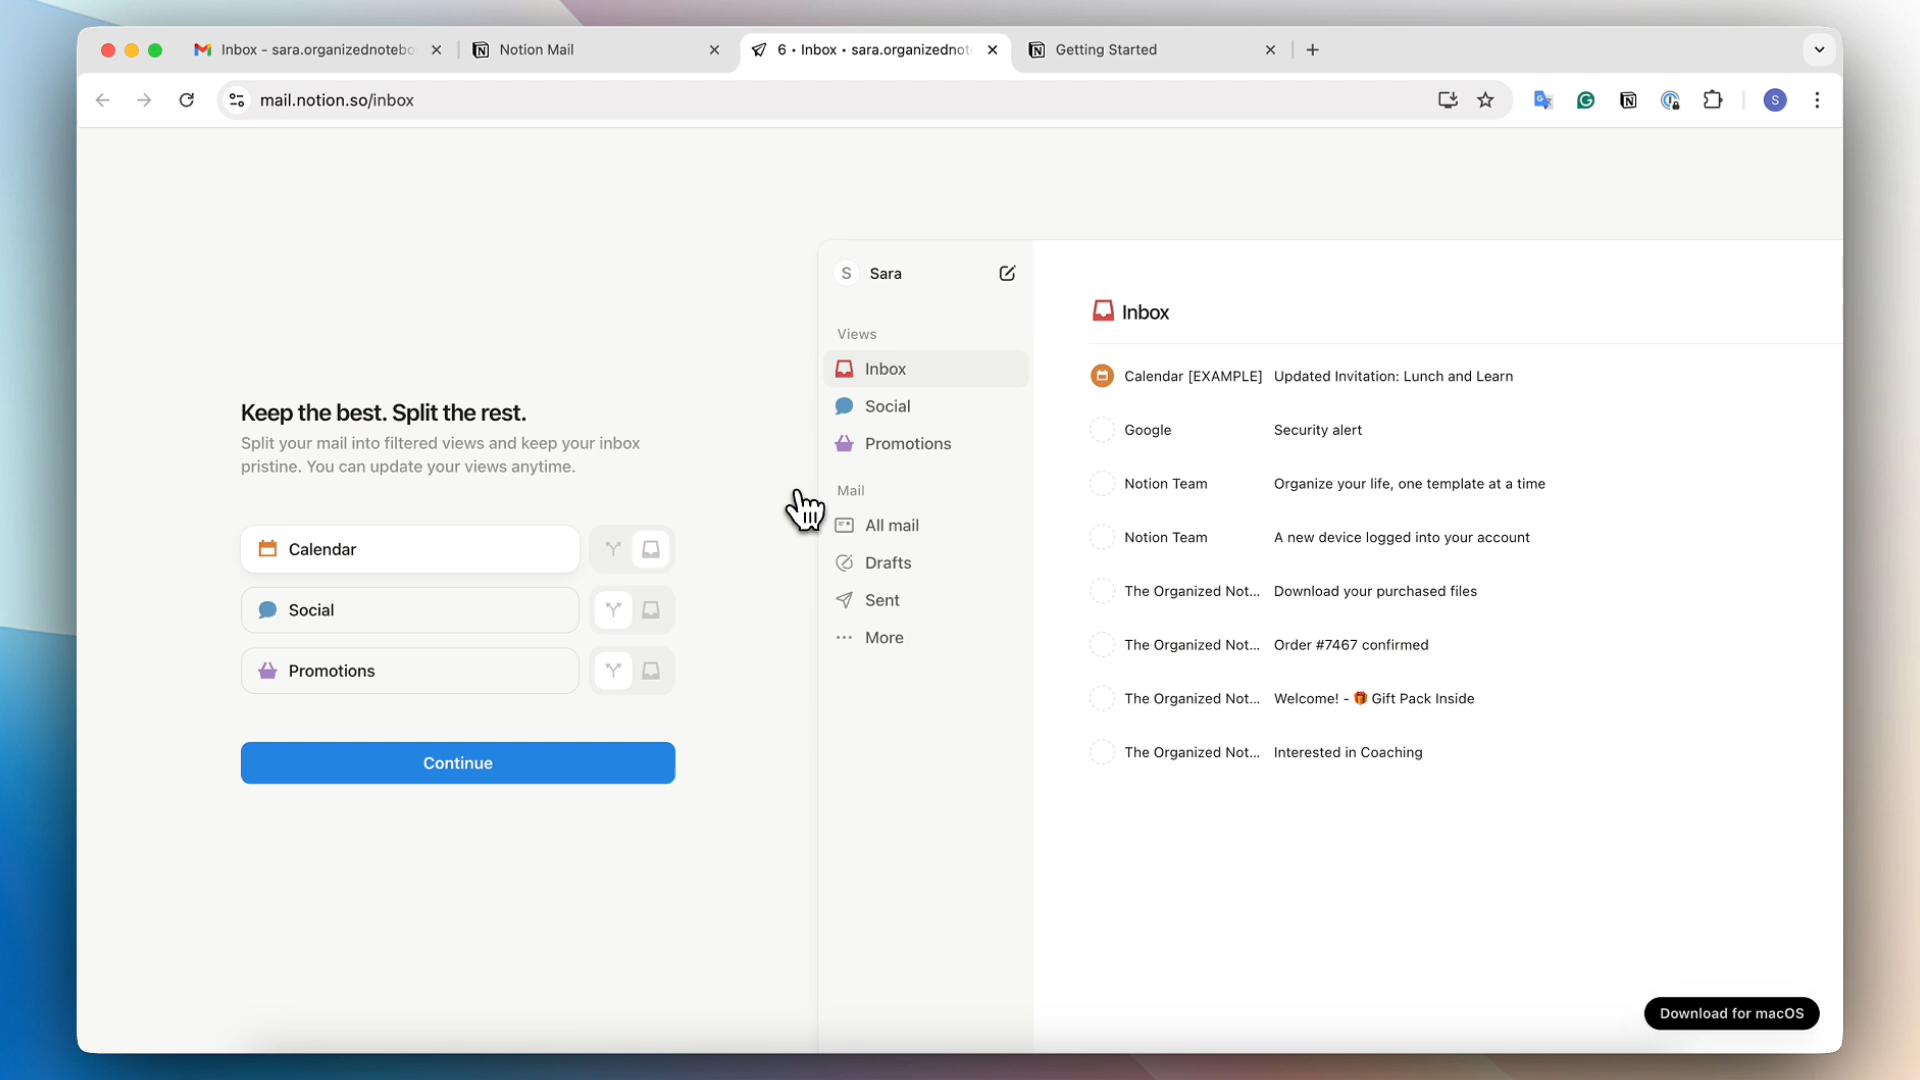 Inbox - sara.organizednotebo
Notion Mail
6 • Inbox • sara.organizednot
Getting Started
mail.notion.so/inbox
S
Keep the best. Split the rest.
Split your mail into filtered views and keep your inbox
pristine. You can update your views anytime.
Calendar
Social
Promotions
Continue
S Sara
Views
Inbox
Social
Promotions
Mail
All mail
Drafts
Sent
More
Inbox
Calendar [EXAMPLE] Updated Invitation: Lunch and Learn
Google Security alert
Notion Team Organize your life, one template at a time
Notion Team A new device logged into your account
The Organized Not... Download your purchased files
The Organized Not... Order #7467 confirmed
The Organized Not... Welcome! - 🎁 Gift Pack Inside
The Organized Not... Interested in Coaching
Download for macOS